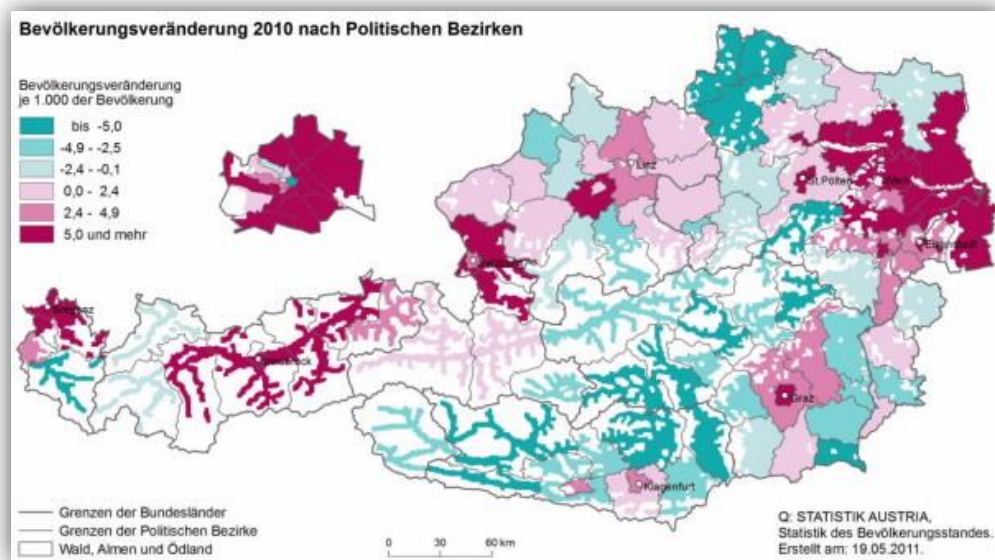 Bevölkerungsveränderung 2010 nach Politischen Bezirken
Bevölkerungsveränderung
je 1.000 der Bevölkerung
bis -5,0
-4,9 - -2,5
-2,4 - -0,1
0,0 - 2,4
2,4 - 4,9
5,0 und mehr
Linz
St.Pölten
Wien
Eisenstadt
Salzburg
Bregenz
Innsbruck
Graz
Klagenfurt
Grenzen der Bundesländer
Grenzen der Politischen Bezirke
Wald, Almen und Ödland
0 30 60 km
Q: STATISTIK AUSTRIA,
Statistik des Bevölkerungsstandes.
Erstellt am: 19.05.2011.